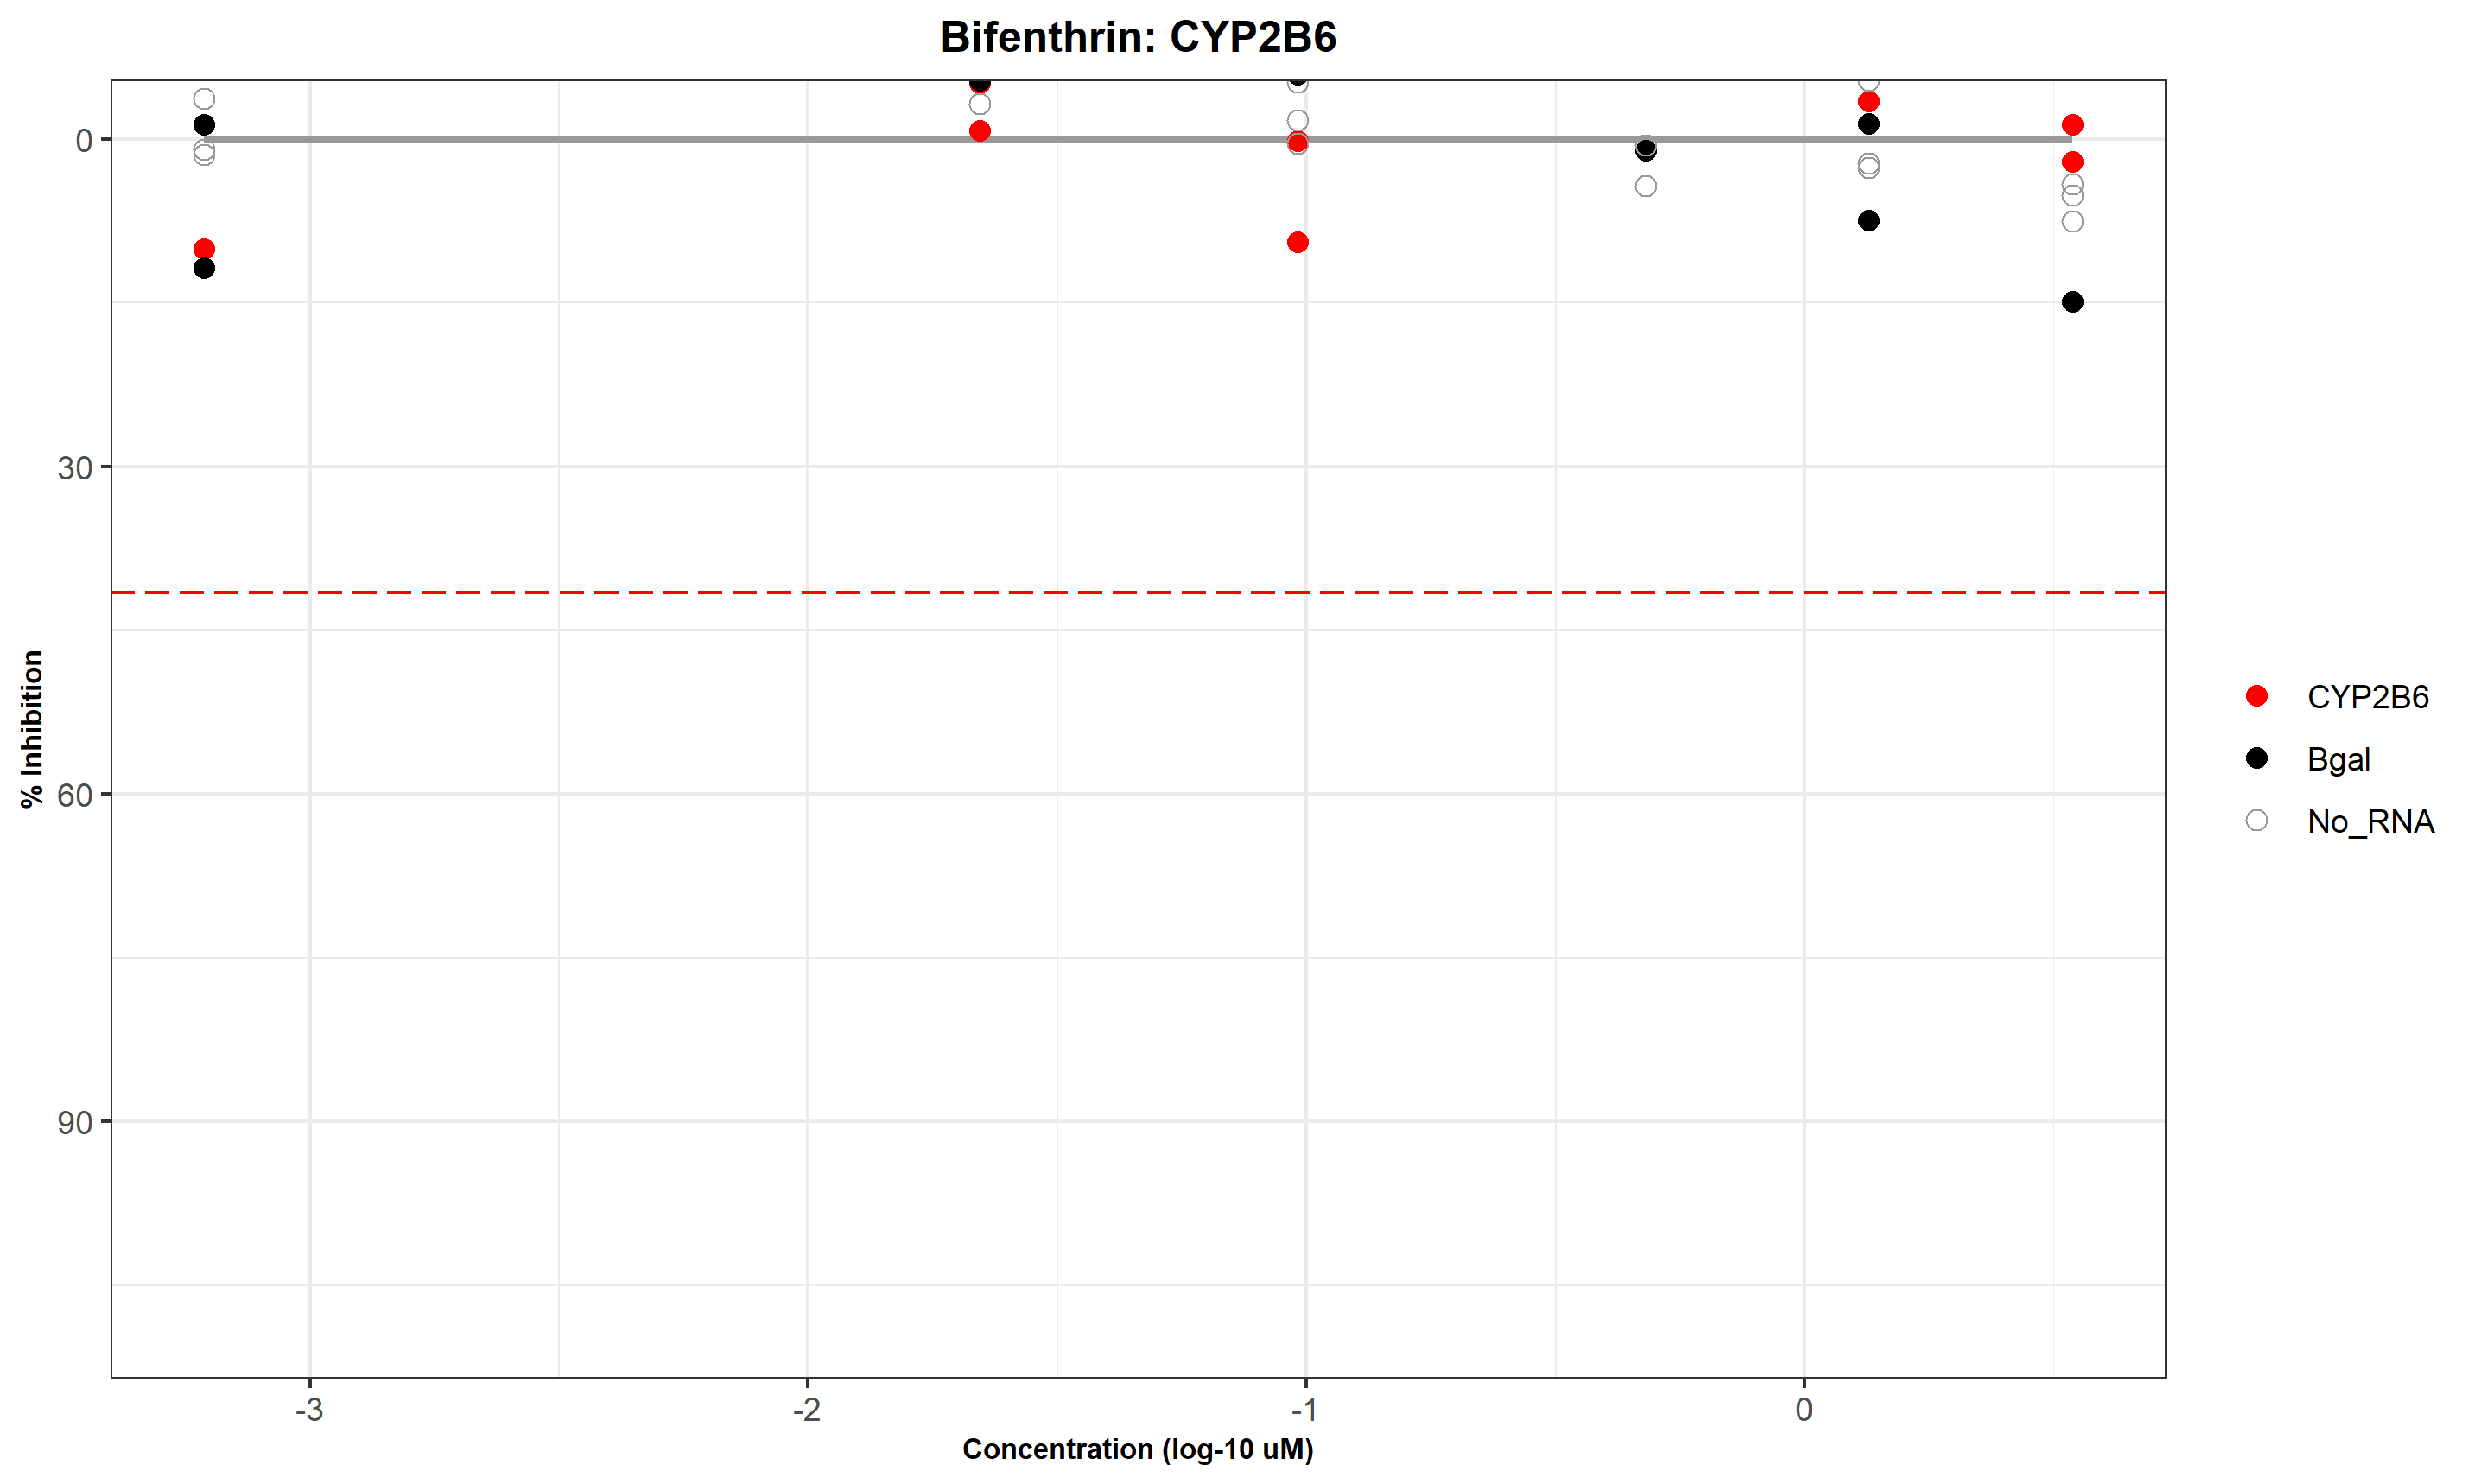 Bifenthrin: CYP2B6
% Inhibition
0
30
60
90
-3
-2
-1
0
Concentration (log-10 uM)
CYP2B6
Bgal
No_RNA